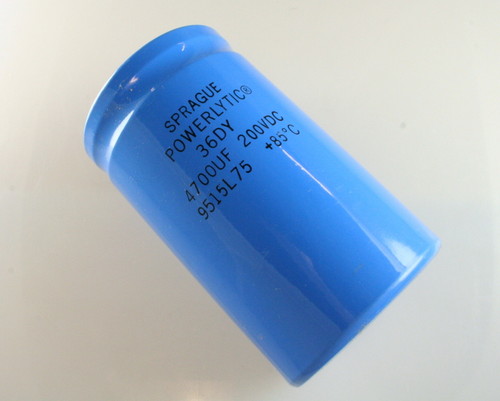 SPRAGUE
POWERLYTIC®
36DY
4700UF 200VDC
9515L75 +85°C